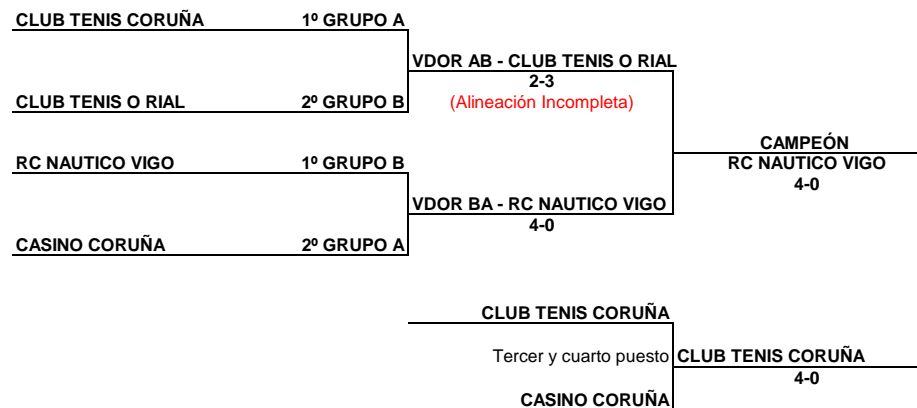 CLUB TENIS CORUÑA 1º GRUPO A
VDOR AB - CLUB TENIS O RIAL
2-3
CLUB TENIS O RIAL 2º GRUPO B
(Alineación Incompleta)
CAMPEÓN
RC NAUTICO VIGO 1º GRUPO B
RC NAUTICO VIGO
4-0
VDOR BA - RC NAUTICO VIGO
4-0
CASINO CORUÑA 2º GRUPO A
CLUB TENIS CORUÑA
Tercer y cuarto puesto CLUB TENIS CORUÑA
4-0
CASINO CORUÑA